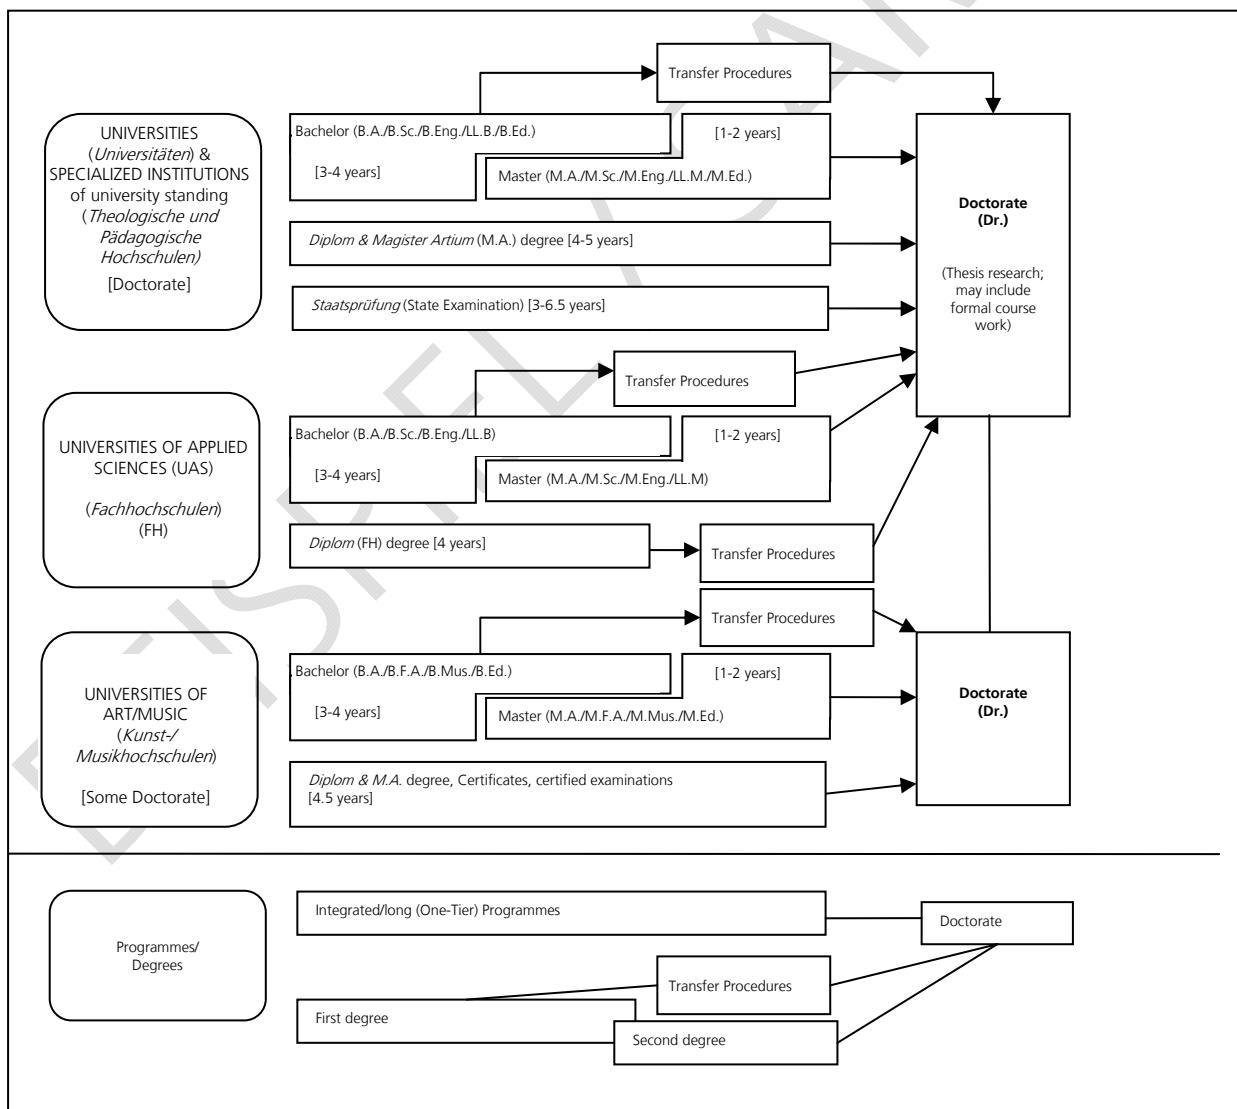 Transfer Procedures
UNIVERSITIES
(Universitäten) &
SPECIALIZED INSTITUTIONS
of university standing
(Theologische und
Pädagogische
Hochschulen)
[Doctorate]
Bachelor (B.A./B.Sc./B.Eng./LL.B./B.Ed.)
[3-4 years]
[1-2 years]
Master (M.A./M.Sc./M.Eng./LL.M./M.Ed.)
Diplom & Magister Artium (M.A.) degree [4-5 years]
Staatsprüfung (State Examination) [3-6.5 years]
Doctorate
(Dr.)
(Thesis research;
may include
formal course
work)
UNIVERSITIES OF APPLIED
SCIENCES (UAS)
(Fachhochschulen)
(FH)
Transfer Procedures
Bachelor (B.A./B.Sc./B.Eng./LL.B)
[3-4 years]
[1-2 years]
Master (M.A./M.Sc./M.Eng./LL.M)
Diplom (FH) degree [4 years]
Transfer Procedures
UNIVERSITIES OF
ART/MUSIC
(Kunst-/
Musikhochschulen)
[Some Doctorate]
Transfer Procedures
Bachelor (B.A./B.F.A./B.Mus./B.Ed.)
[3-4 years]
[1-2 years]
Master (M.A./M.F.A./M.Mus./M.Ed.)
Diplom & M.A. degree, Certificates, certified examinations
[4.5 years]
Doctorate
(Dr.)
Programmes/
Degrees
Integrated/long (One-Tier) Programmes
Doctorate
Transfer Procedures
First degree
Second degree